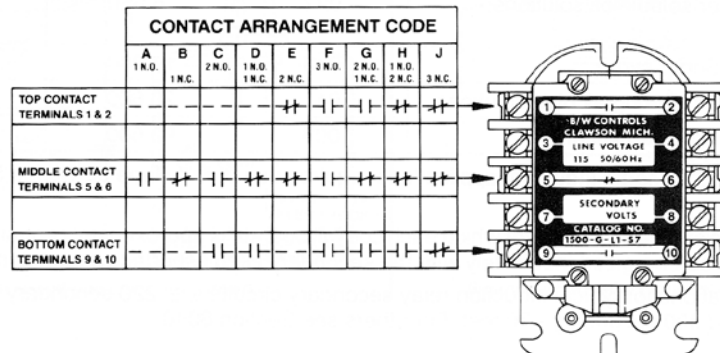 CONTACT ARRANGEMENT CODE
A B C D E F G H J
1 N.O. 2 N.O. 1 N.O. 3 N.O. 2 N.O. 1 N.O.
1 N.C. 1 N.C. 2 N.C. 1 N.C. 2 N.C. 3 N.C.
TOP CONTACT
TERMINALS 1 & 2
MIDDLE CONTACT
TERMINALS 5 & 6
BOTTOM CONTACT
TERMINALS 9 & 10
1 2
B/W CONTROLS
CLAWSON MICH.
3 LINE VOLTAGE 4
115 50/60Hz
5 6
SECONDARY
7 VOLTS 8
CATALOG NO.
1500-G-L1-S7
9 10